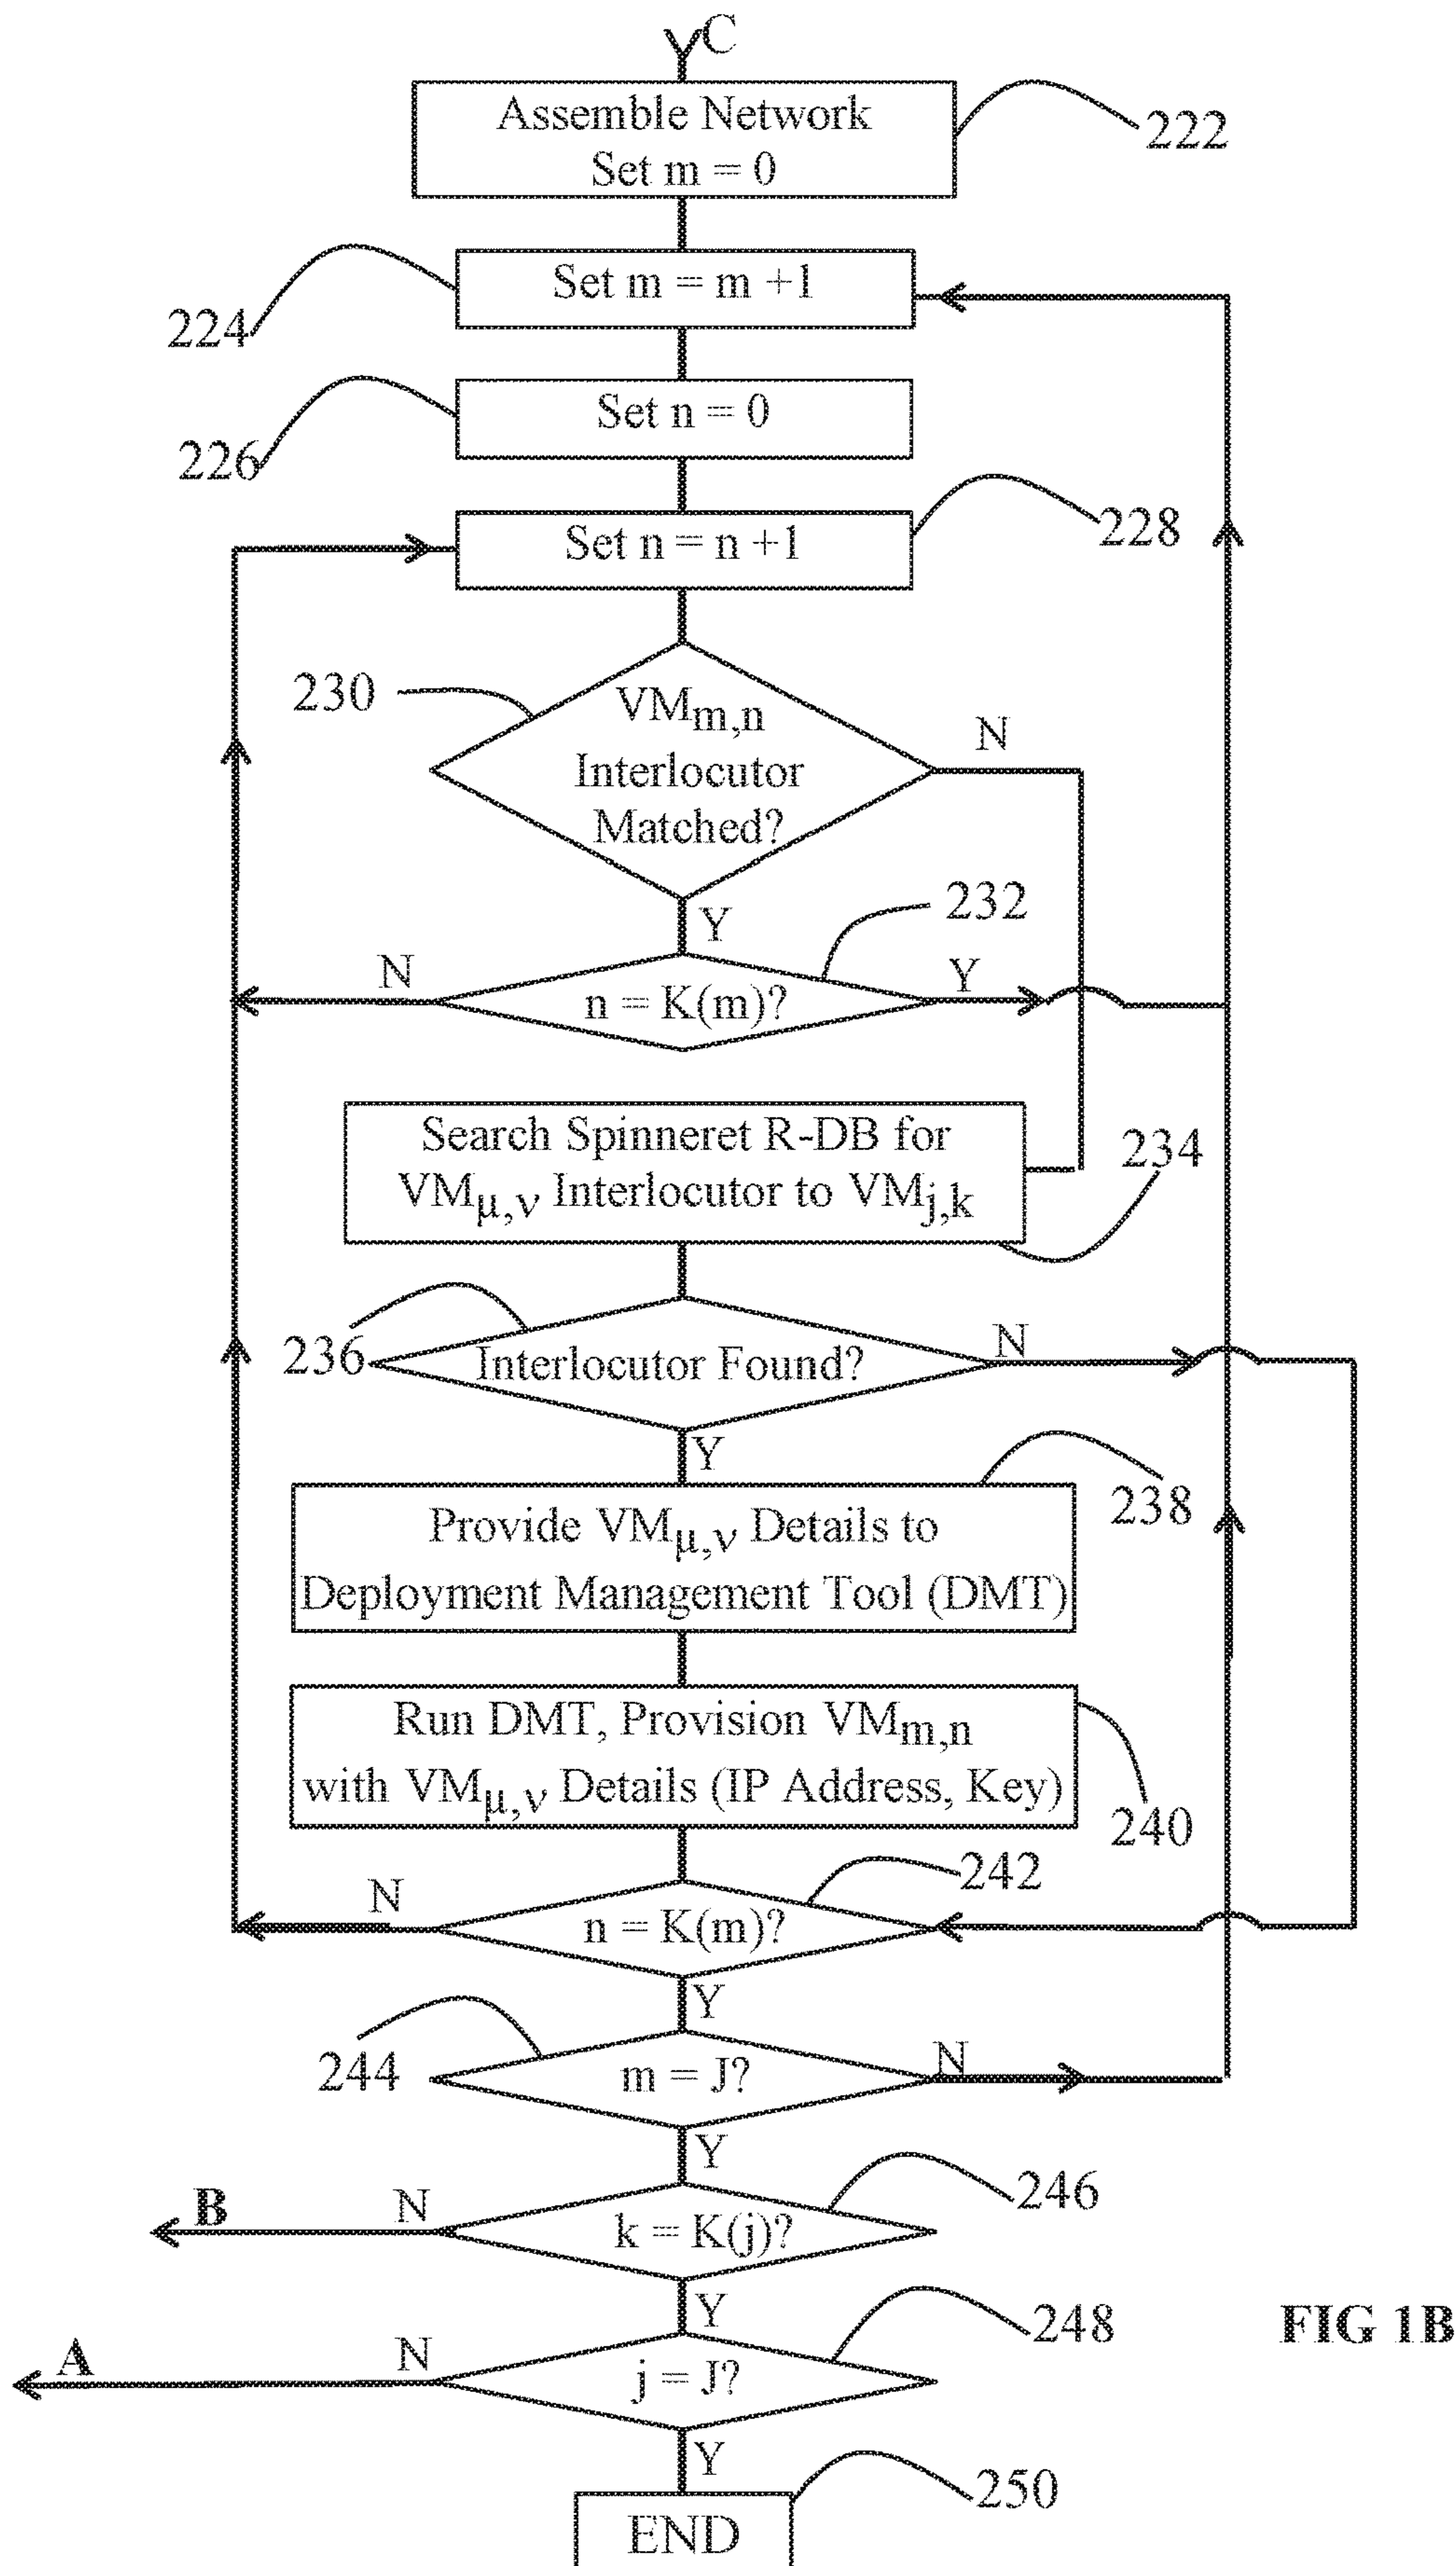 C
Assemble Network
Set m = 0
222
Set m = m +1
224
Set n = 0
226
Set n = n +1
228
230
VMm,n
Interlocutor
Matched?
N
Y
232
N
n = K(m)?
Y
Search Spinneret R-DB for
VMμ,ν Interlocutor to VMj,k
234
236
Interlocutor Found?
N
Y
238
Provide VMμ,ν Details to
Deployment Management Tool (DMT)
Run DMT, Provision VMm,n
with VMμ,ν Details (IP Address, Key)
240
242
N
n = K(m)?
Y
244
m = J?
N
Y
246
B
N
k = K(j)?
Y
248
FIG 1B
A
N
j = J?
Y
250
END